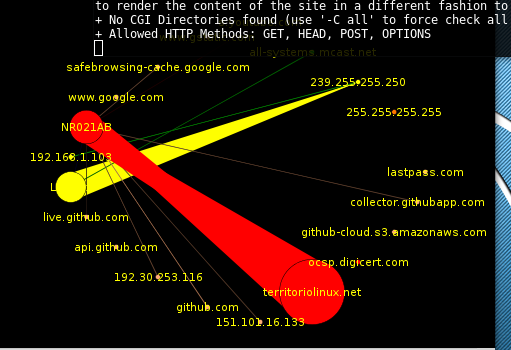 to render the content of the site in a different fashion to
+ No CGI Directories found (use '-C all' to force check all
+ Allowed HTTP Methods: GET, HEAD, POST, OPTIONS
all-systems.mcast.net
safebrowsing-cache.google.com
239.255.255.250
www.google.com
255.255.255.255
NR021AB
192.168.1.103
lastpass.com
L
collector.githubapp.com
live.github.com
github-cloud.s3.amazonaws.com
api.github.com
ocsp.digicert.com
192.30.253.116
territoriolinux.net
github.com
151.101.16.133